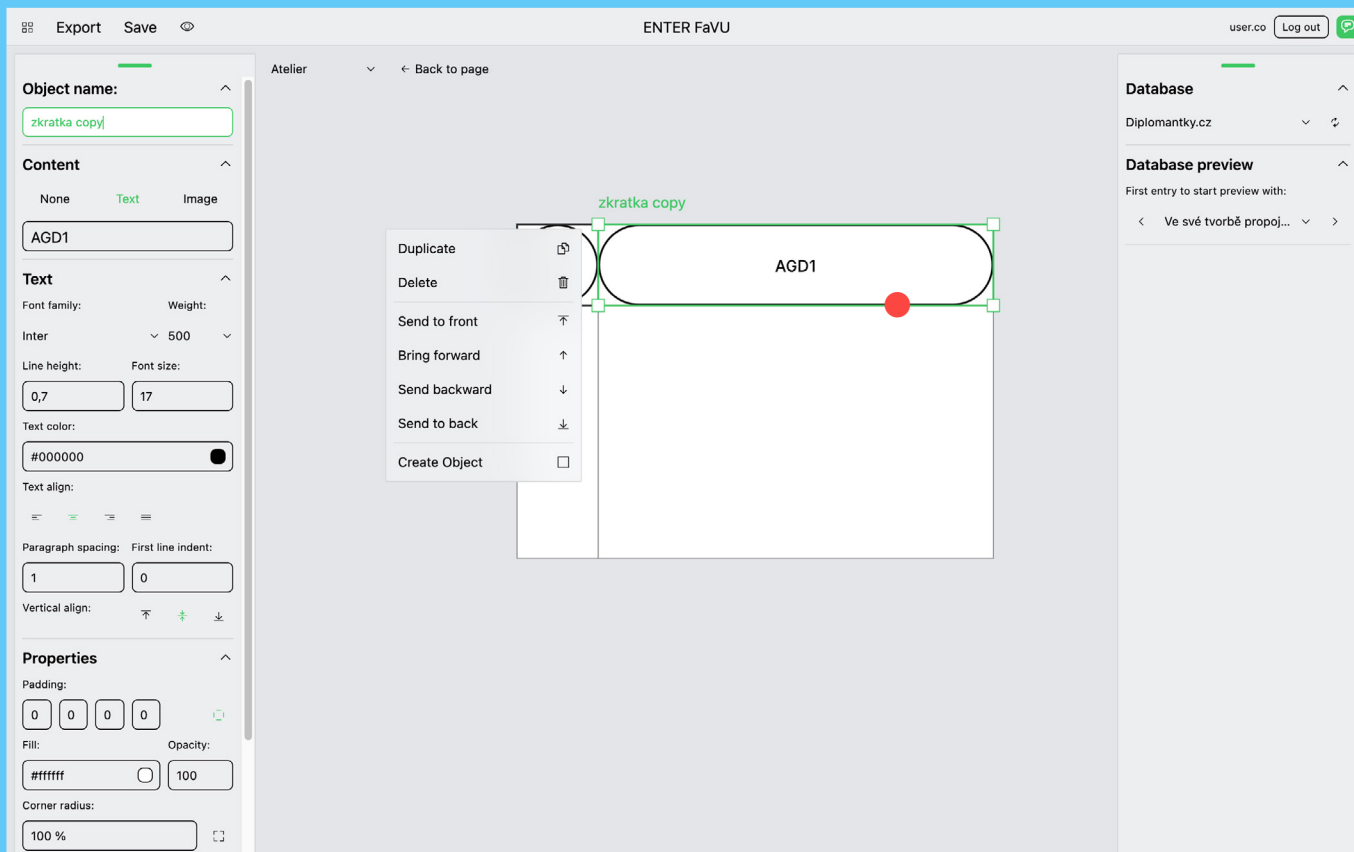 Export Save ENTER FaVU user.co Log out
Atelier ← Back to page
Object name:
zkratka copy
Content
None Text Image
AGD1
Text
Font family: Weight:
Inter 500
Line height: Font size:
0,7 17
Text color:
#000000
Text align:
Paragraph spacing: First line indent:
1 0
Vertical align:
Properties
Padding:
0 0 0 0
Fill: Opacity:
#ffffff 100
Corner radius:
100 %
zkratka copy
AGD1
Duplicate
Delete
Send to front
Bring forward
Send backward
Send to back
Create Object
Database
Diplomantky.cz
Database preview
First entry to start preview with:
Ve své tvorbě propoj...